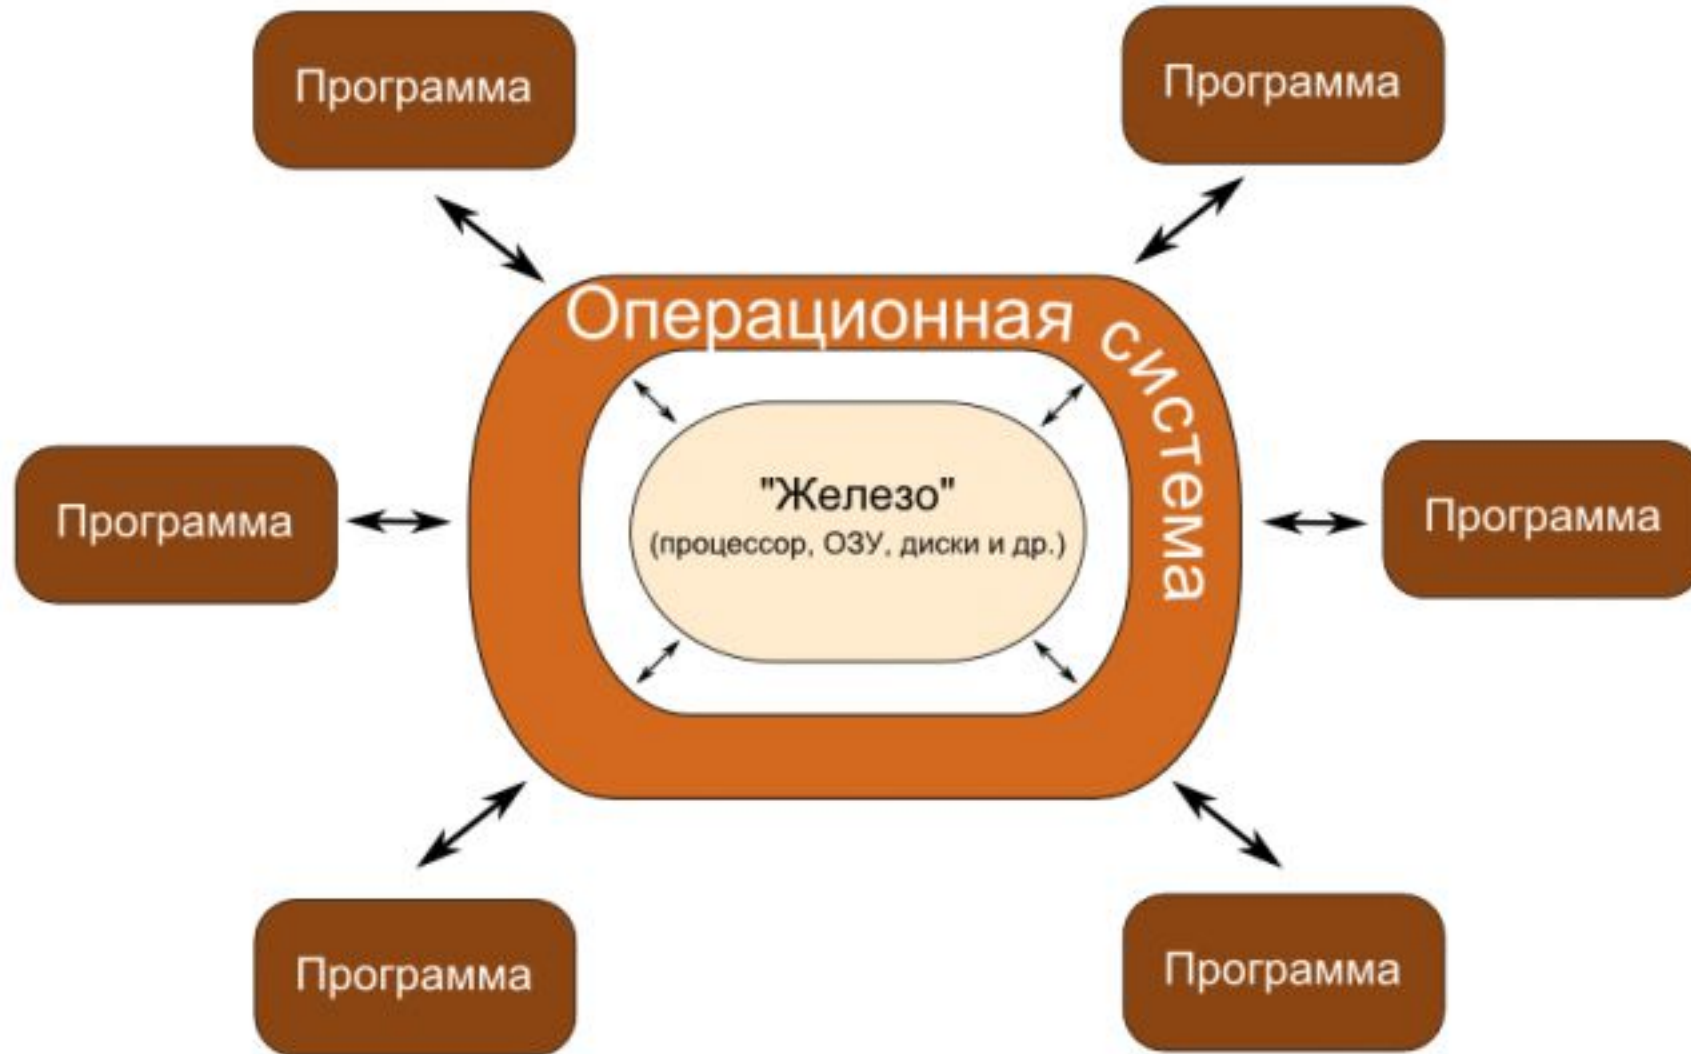 Программа
Программа
Операционная система
"Железо"
(процессор, ОЗУ, диски и др.)
Программа
Программа
Программа
Программа